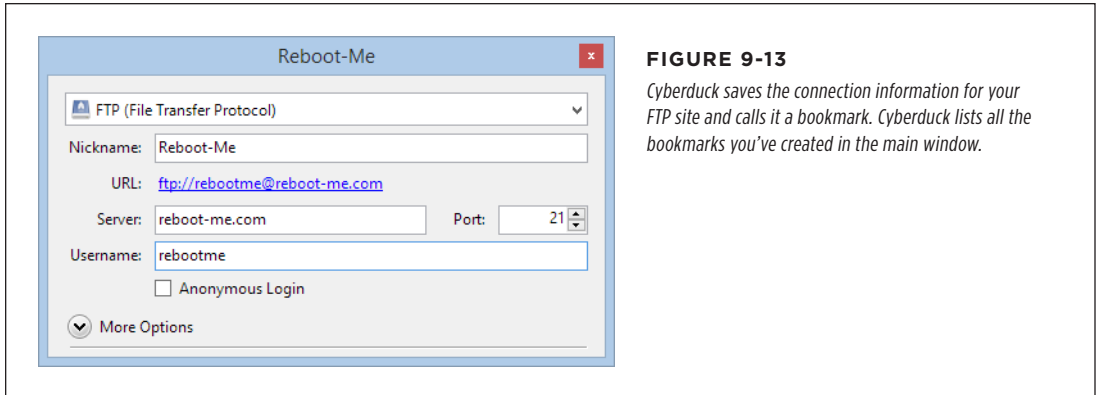 Reboot-Me
x
FTP (File Transfer Protocol)
Nickname: Reboot-Me
URL: ftp://rebootme@reboot-me.com
Server: reboot-me.com Port: 21
Username: rebootme
Anonymous Login
More Options
FIGURE 9-13
Cyberduck saves the connection information for your
FTP site and calls it a bookmark. Cyberduck lists all the
bookmarks you’ve created in the main window.